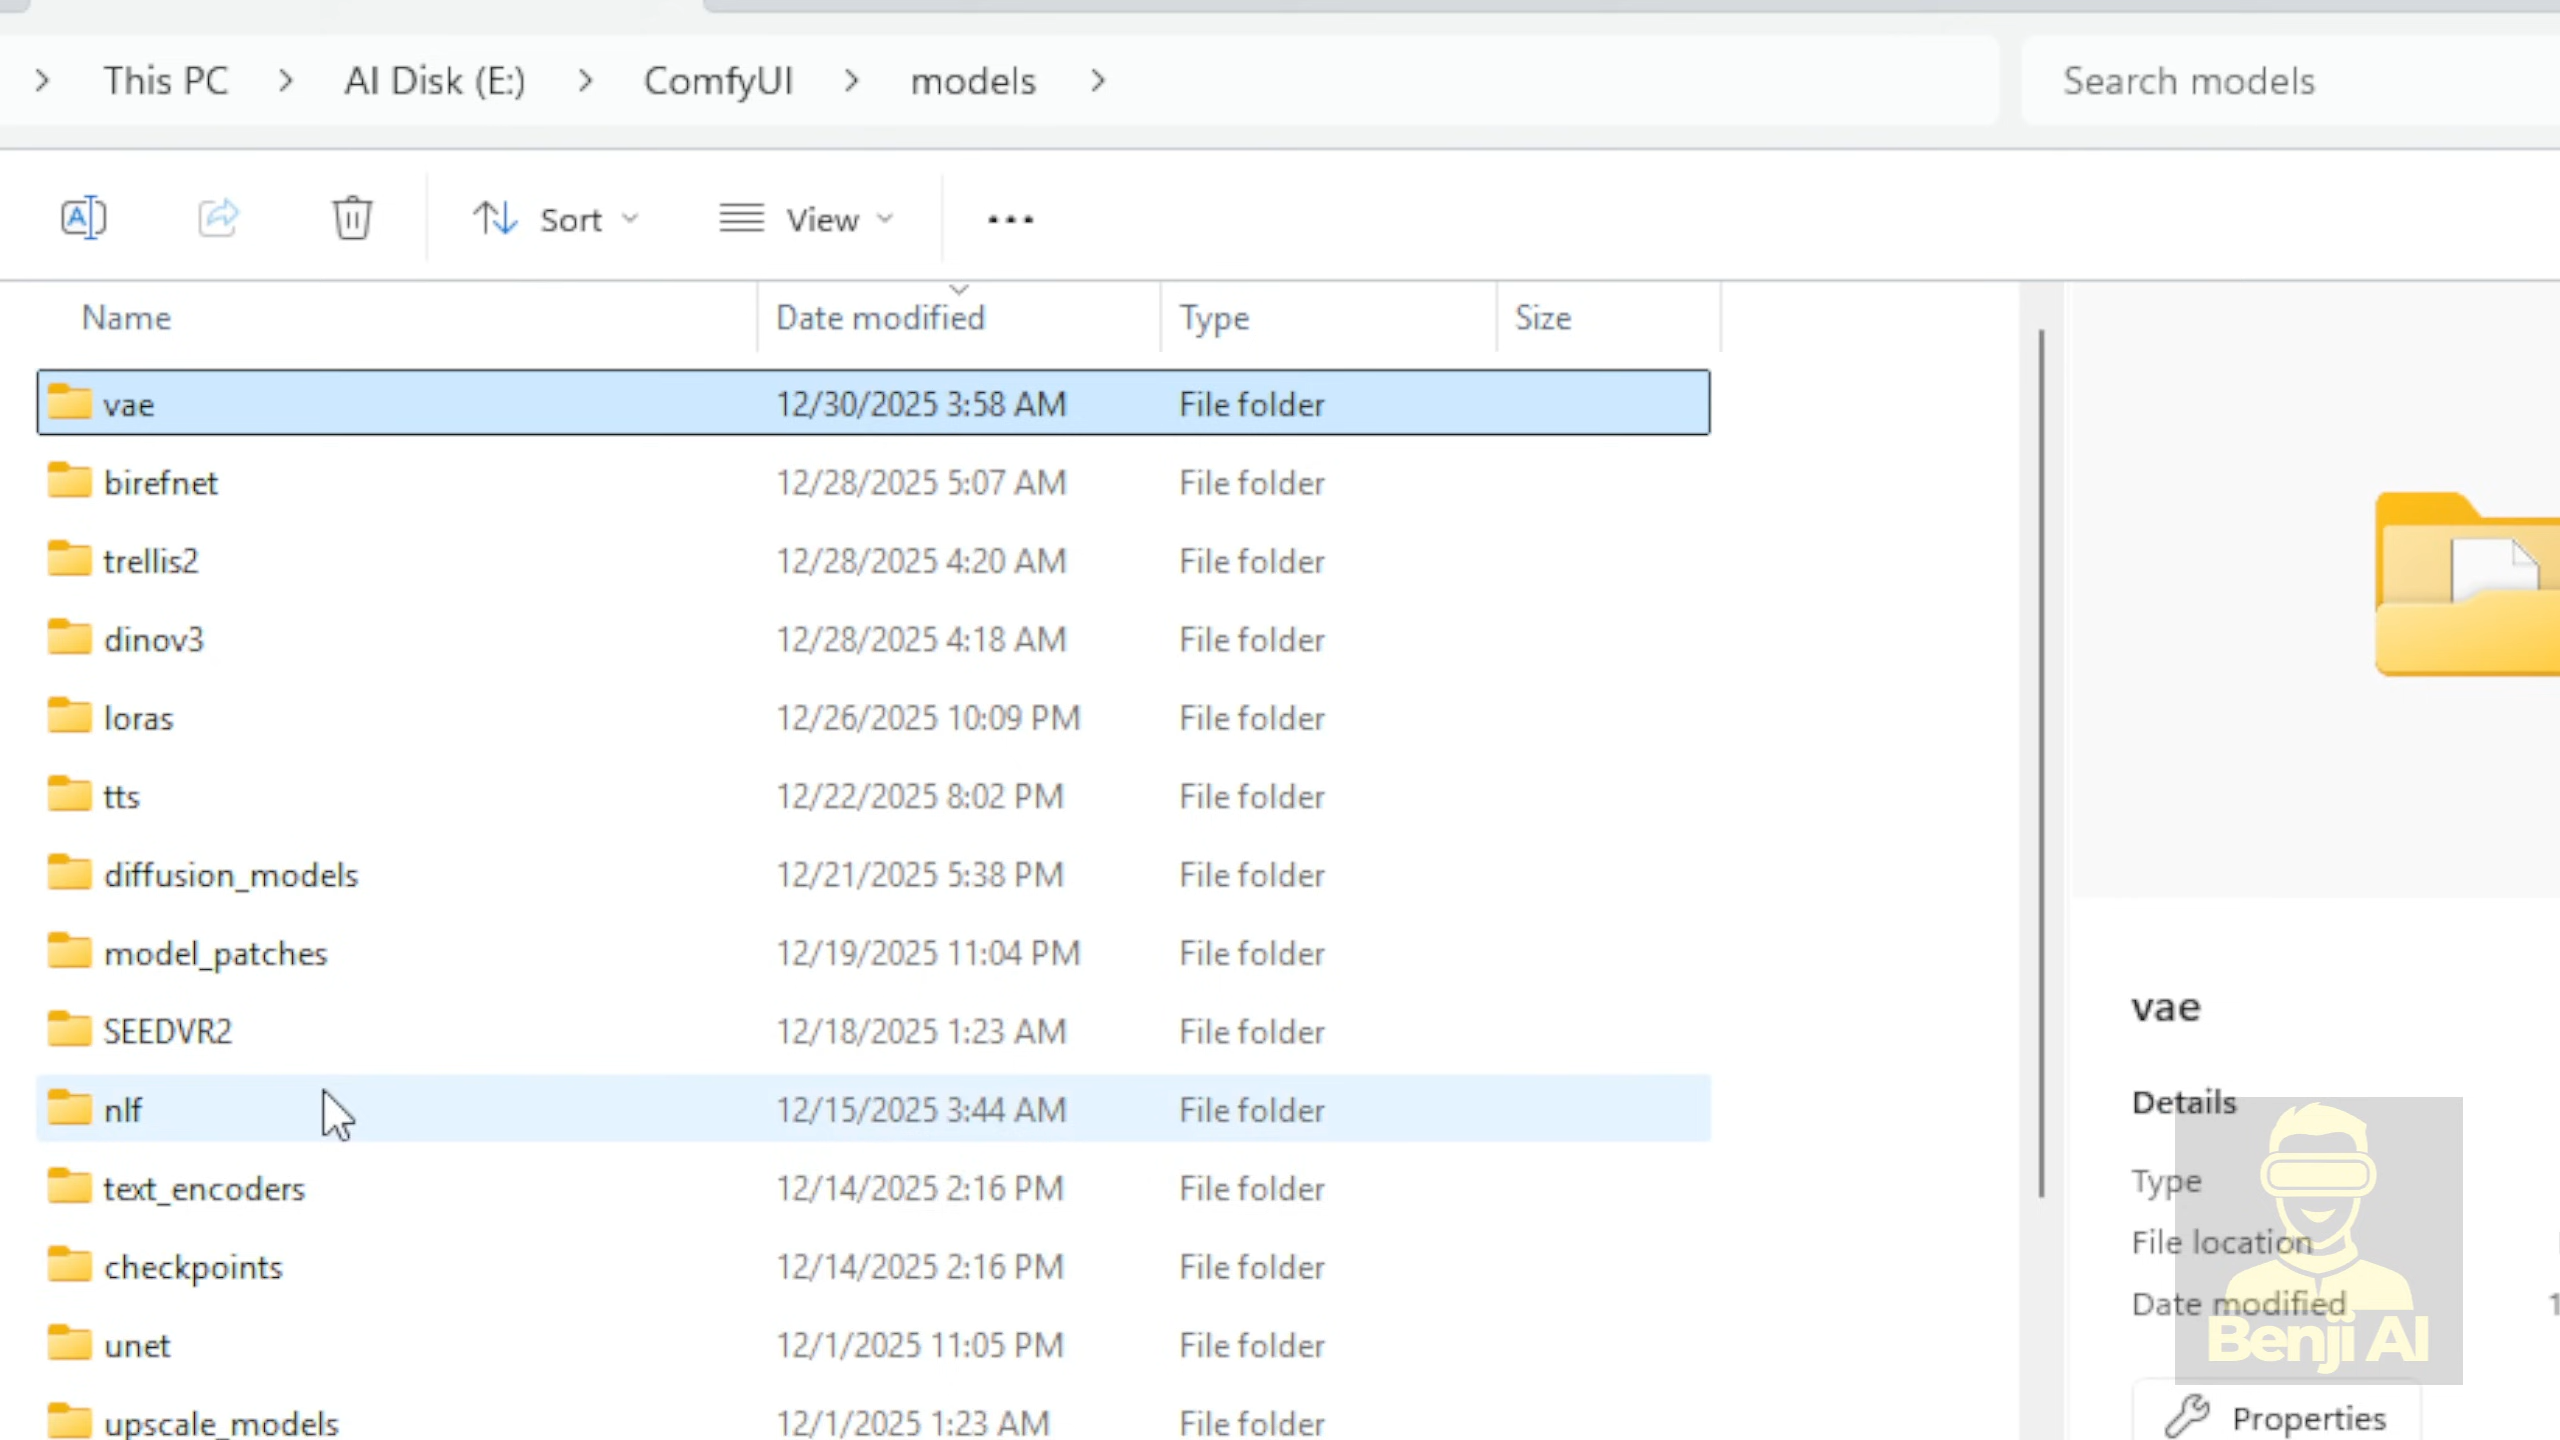 This PC > AI Disk (E:) > ComfyUI > models >
Search models
Sort
View
Name Date modified Type Size
vae 12/30/2025 3:58 AM File folder
birefnet 12/28/2025 5:07 AM File folder
trellis2 12/28/2025 4:20 AM File folder
dinov3 12/28/2025 4:18 AM File folder
loras 12/26/2025 10:09 PM File folder
tts 12/22/2025 8:02 PM File folder
diffusion_models 12/21/2025 5:38 PM File folder
model_patches 12/19/2025 11:04 PM File folder
SEEDVR2 12/18/2025 1:23 AM File folder
nlf 12/15/2025 3:44 AM File folder
text_encoders 12/14/2025 2:16 PM File folder
checkpoints 12/14/2025 2:16 PM File folder
unet 12/1/2025 11:05 PM File folder
upscale_models 12/1/2025 1:23 AM File folder
vae
Details
Type
File location
Date modified
Benji AI
Properties